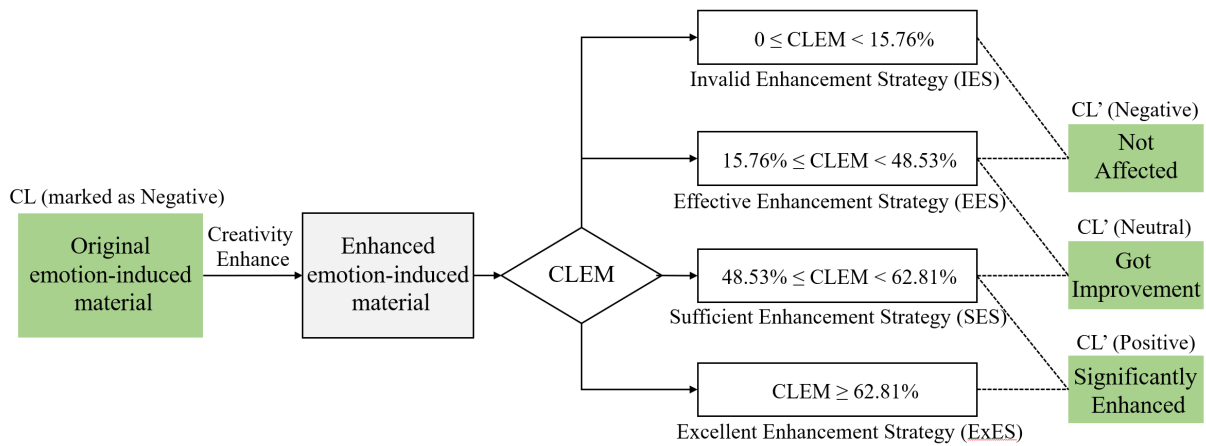 CL (marked as Negative)
Original
emotion-induced
material
Creativity
Enhance
Enhanced
emotion-induced
material
CLEM
0 ≤ CLEM < 15.76%
Invalid Enhancement Strategy (IES)
15.76% ≤ CLEM < 48.53%
Effective Enhancement Strategy (EES)
48.53% ≤ CLEM < 62.81%
Sufficient Enhancement Strategy (SES)
CLEM ≥ 62.81%
Excellent Enhancement Strategy (ExES)
CL’ (Negative)
Not
Affected
CL’ (Neutral)
Got
Improvement
CL’ (Positive)
Significantly
Enhanced